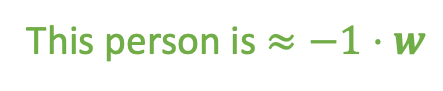 This person is ≈ −1 · w